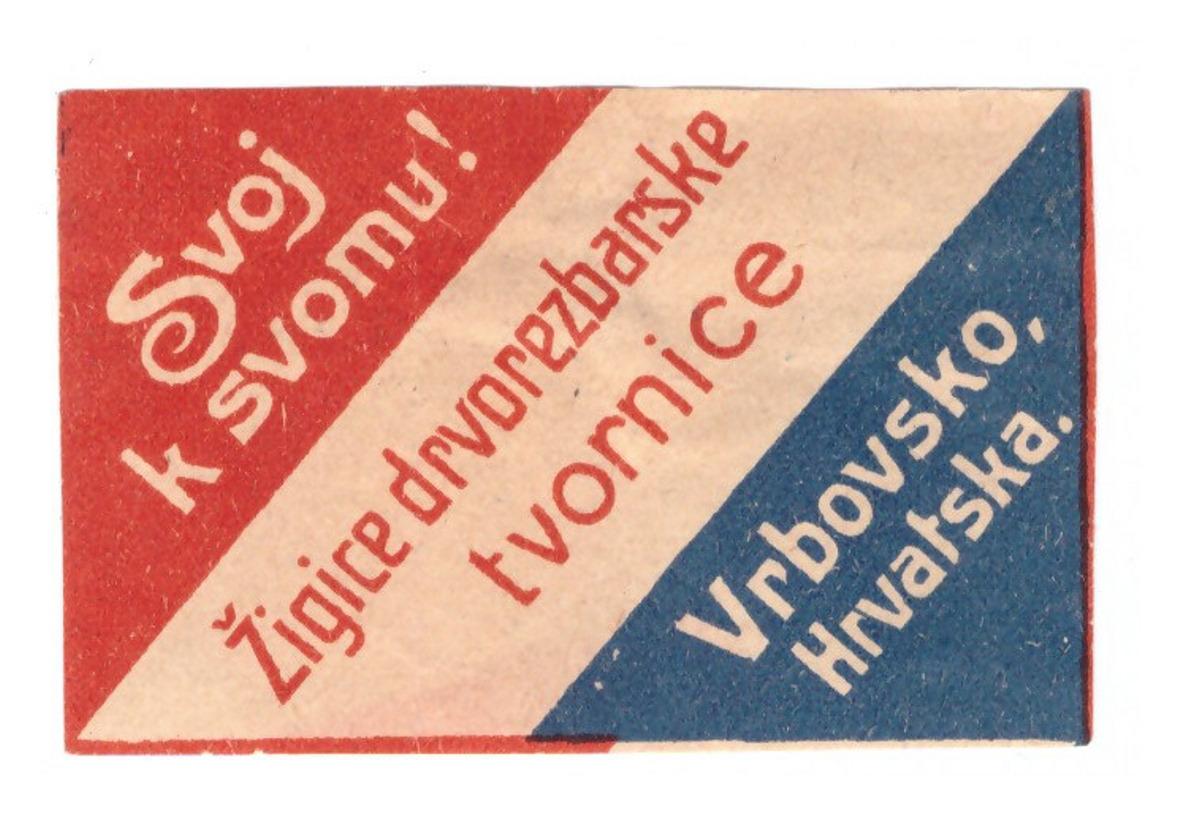 Svoj
k svomu!
Žigice drvorezbarske
tvornice
Vrbovsko,
Hrvatska.